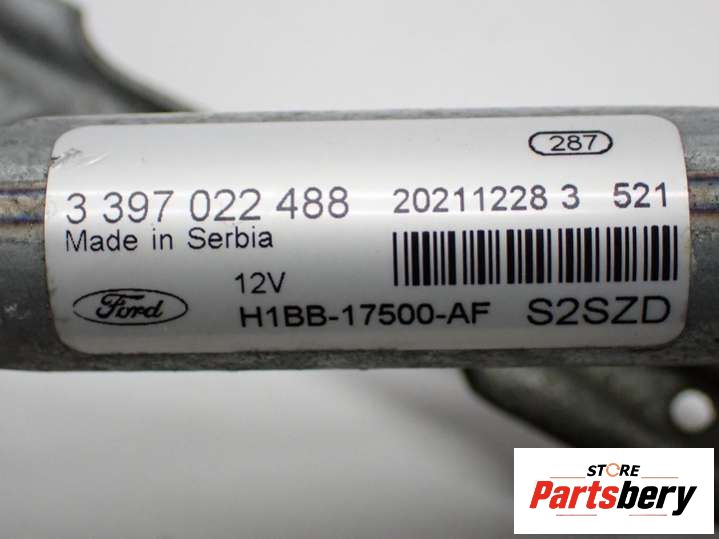 287
3 397 022 488 20211228 3 521
Made in Serbia
12V
Ford H1BB-17500-AF S2SZD
STORE
Partsbery